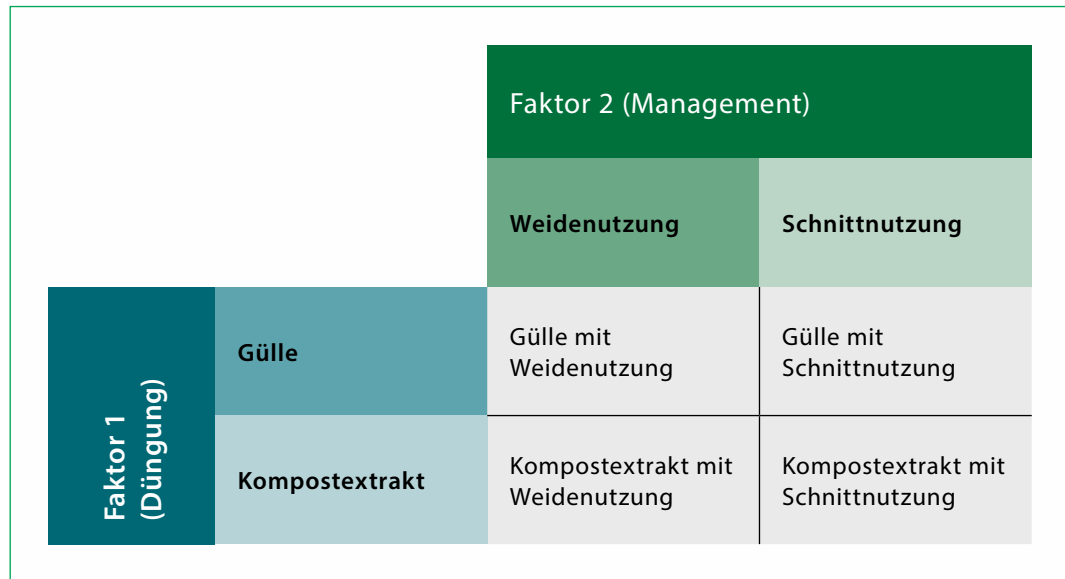 Faktor 2 (Management)
Weidenutzung
Schnittnutzung
Faktor 1
(Düngung)
Gülle
Gülle mit
Weidenutzung
Gülle mit
Schnittnutzung
Kompostextrakt
Kompostextrakt mit
Weidenutzung
Kompostextrakt mit
Schnittnutzung